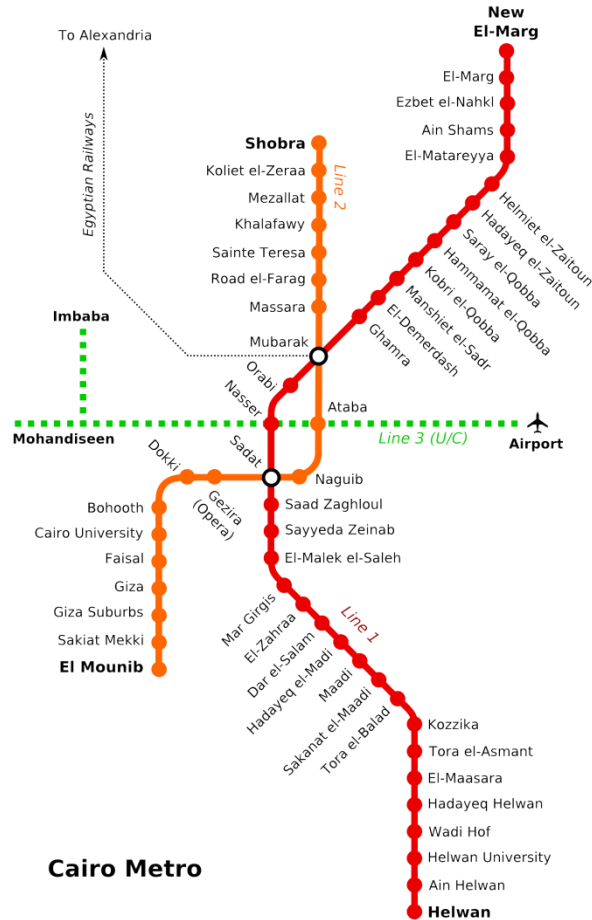 New
El-Marg
To Alexandria
El-Marg
Ezbet el-Nahkl
Ain Shams
El-Matareyya
Shobra
Koliet el-Zeraa
Mezallat
Khalafawy
Sainte Teresa
Road el-Farag
Massara
Mubarak
Line 2
Egyptian Railways
Helmiet el-Zaitoun
Hadayeq el-Zaitoun
Saray el-Qobba
Hammamat el-Qobba
Kobri el-Qobba
Manshiet el-Sadr
El-Demerdash
Ghamra
Imbaba
Orabi
Nasser
Ataba
Mohandiseen
Line 3 (U/C)
Airport
Sadat
Dokki
Gezira
(Opera)
Naguib
Bohooth
Cairo University
Faisal
Giza
Giza Suburbs
Sakiat Mekki
El Mounib
Saad Zaghloul
Sayyeda Zeinab
El-Malek el-Saleh
Mar Girgis
El-Zahraa
Dar el-Salam
Hadayeq el-Madi
Maadi
Sakanat el-Maadi
Tora el-Balad
Line 1
Kozzika
Tora el-Asmant
El-Maasara
Hadayeq Helwan
Wadi Hof
Helwan University
Ain Helwan
Helwan
Cairo Metro